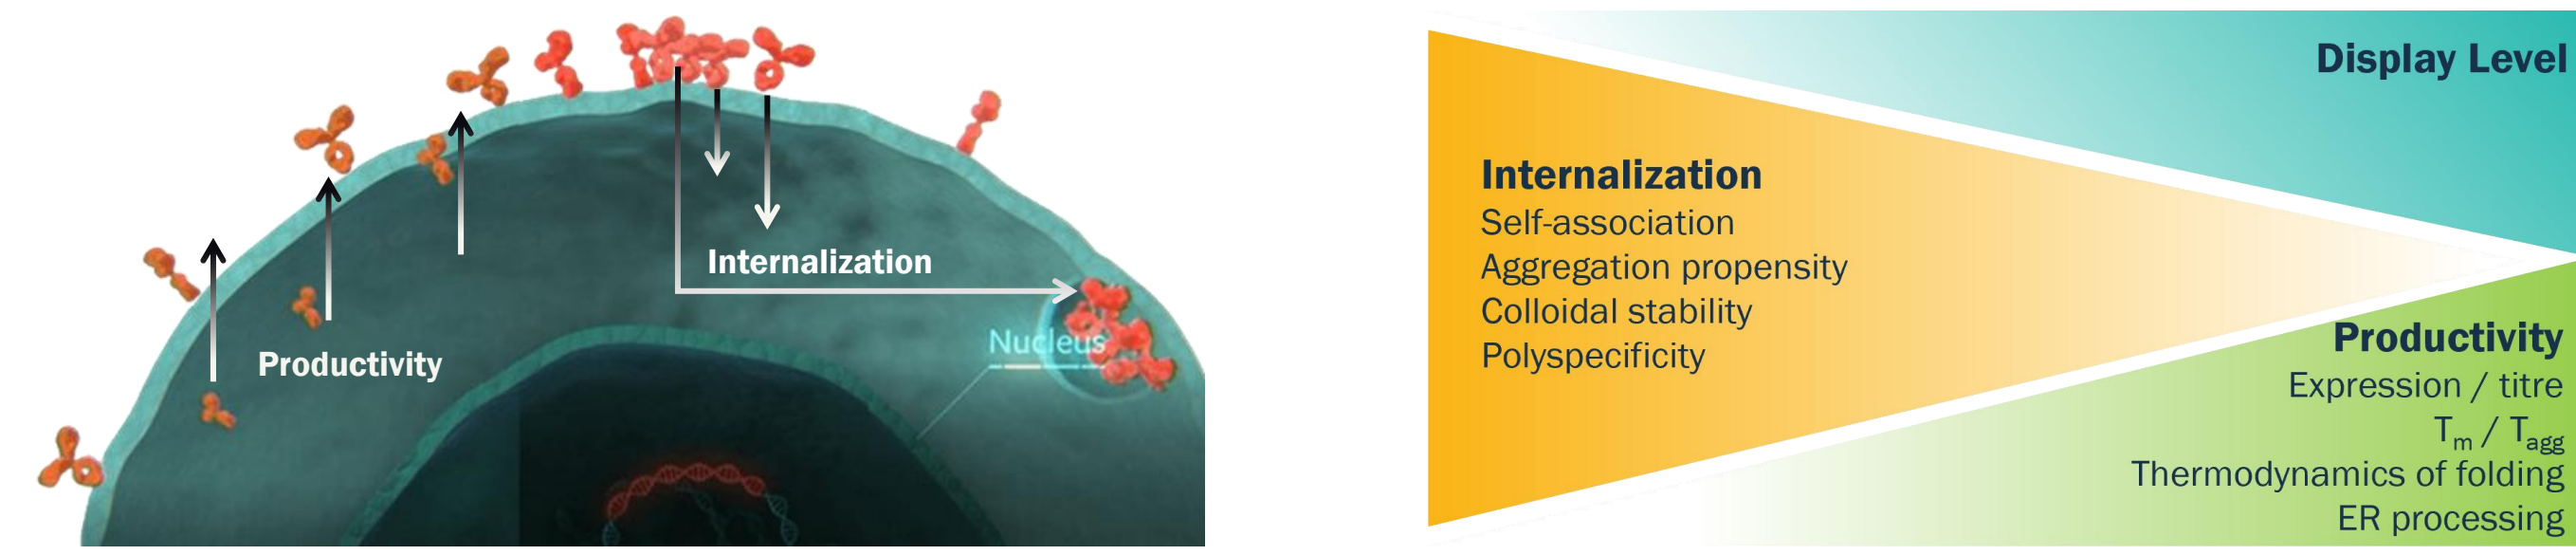 Internalization
Nucleus
Productivity
Display Level
Internalization
Self-association
Aggregation propensity
Colloidal stability
Polyspecificity
Productivity
Expression / titre
Tm / Tagg
Thermodynamics of folding
ER processing